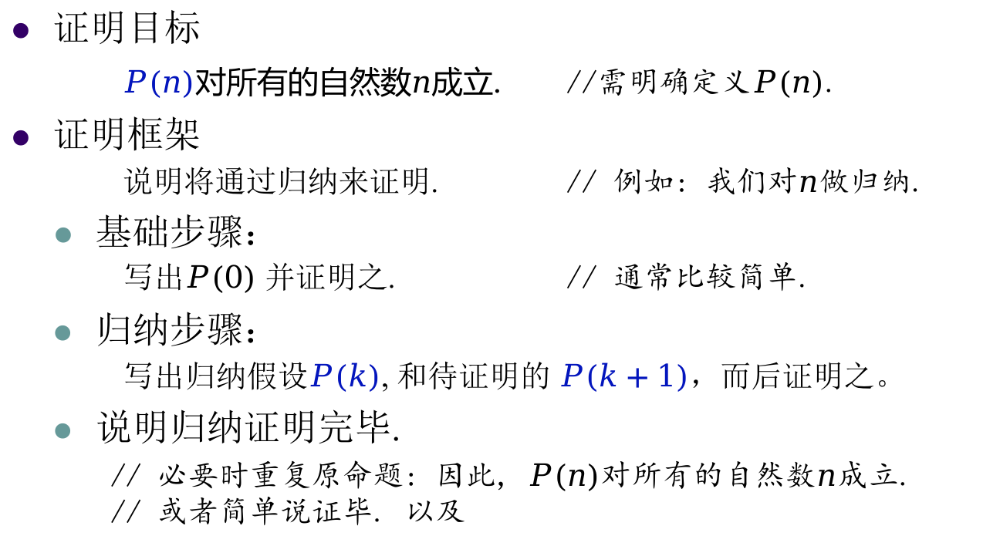 ● 证明目标
P(n)对所有的自然数n成立. //需明确定义P(n).
● 证明框架
说明将通过归纳来证明. // 例如：我们对n做归纳.
● 基础步骤：
写出P(0) 并证明之. // 通常比较简单.
● 归纳步骤：
写出归纳假设P(k), 和待证明的 P(k + 1)，而后证明之。
● 说明归纳证明完毕.
// 必要时重复原命题：因此，P(n)对所有的自然数n成立.
// 或者简单说证毕. 以及